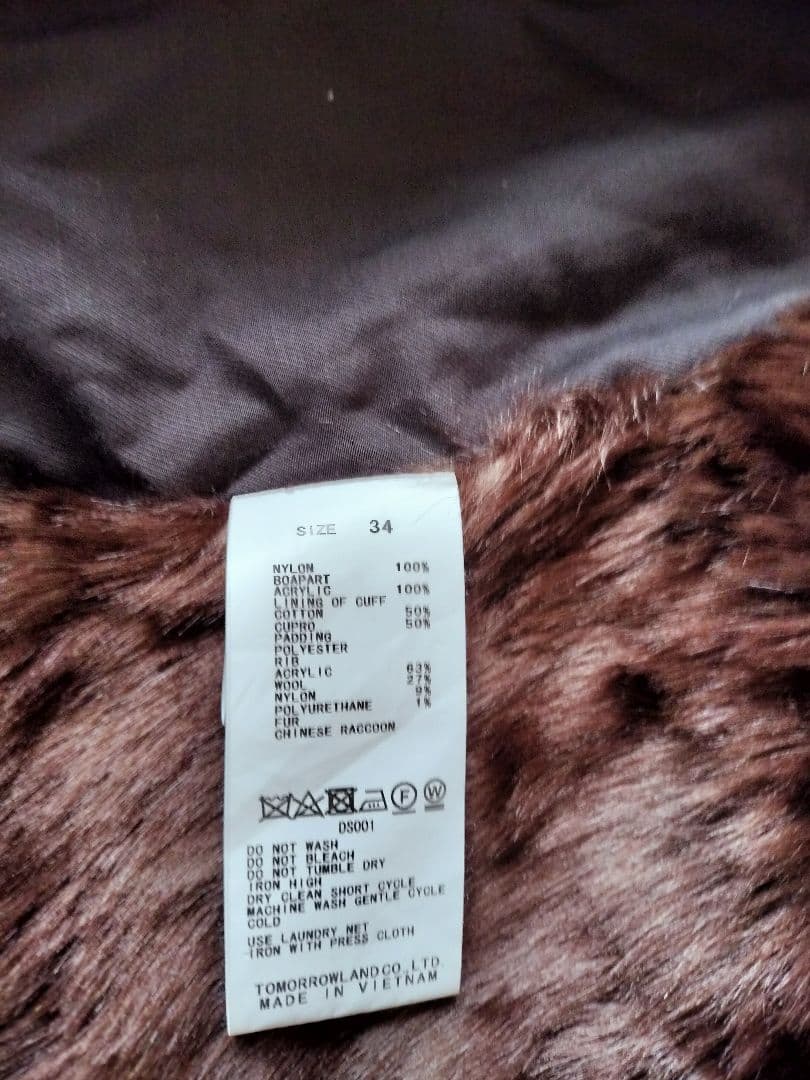 SIZE 34
NYLON 100%
BOAPART
ACRYLIC 100%
LINING OF CUFF
COTTON 50%
CUPRO 50%
PADDING
POLYESTER
RIB
ACRYLIC 63%
WOOL 27%
NYLON 9%
POLYURETHANE 1%
FUR
CHINESE RACCOON
F W
DS001
DO NOT WASH
DO NOT BLEACH
DO NOT TUMBLE DRY
IRON HIGH
DRY CLEAN SHORT CYCLE
MACHINE WASH GENTLE CYCLE
COLD
USE LAUNDRY NET
IRON WITH PRESS CLOTH
TOMORROWLAND CO.,LTD.
MADE IN VIETNAM